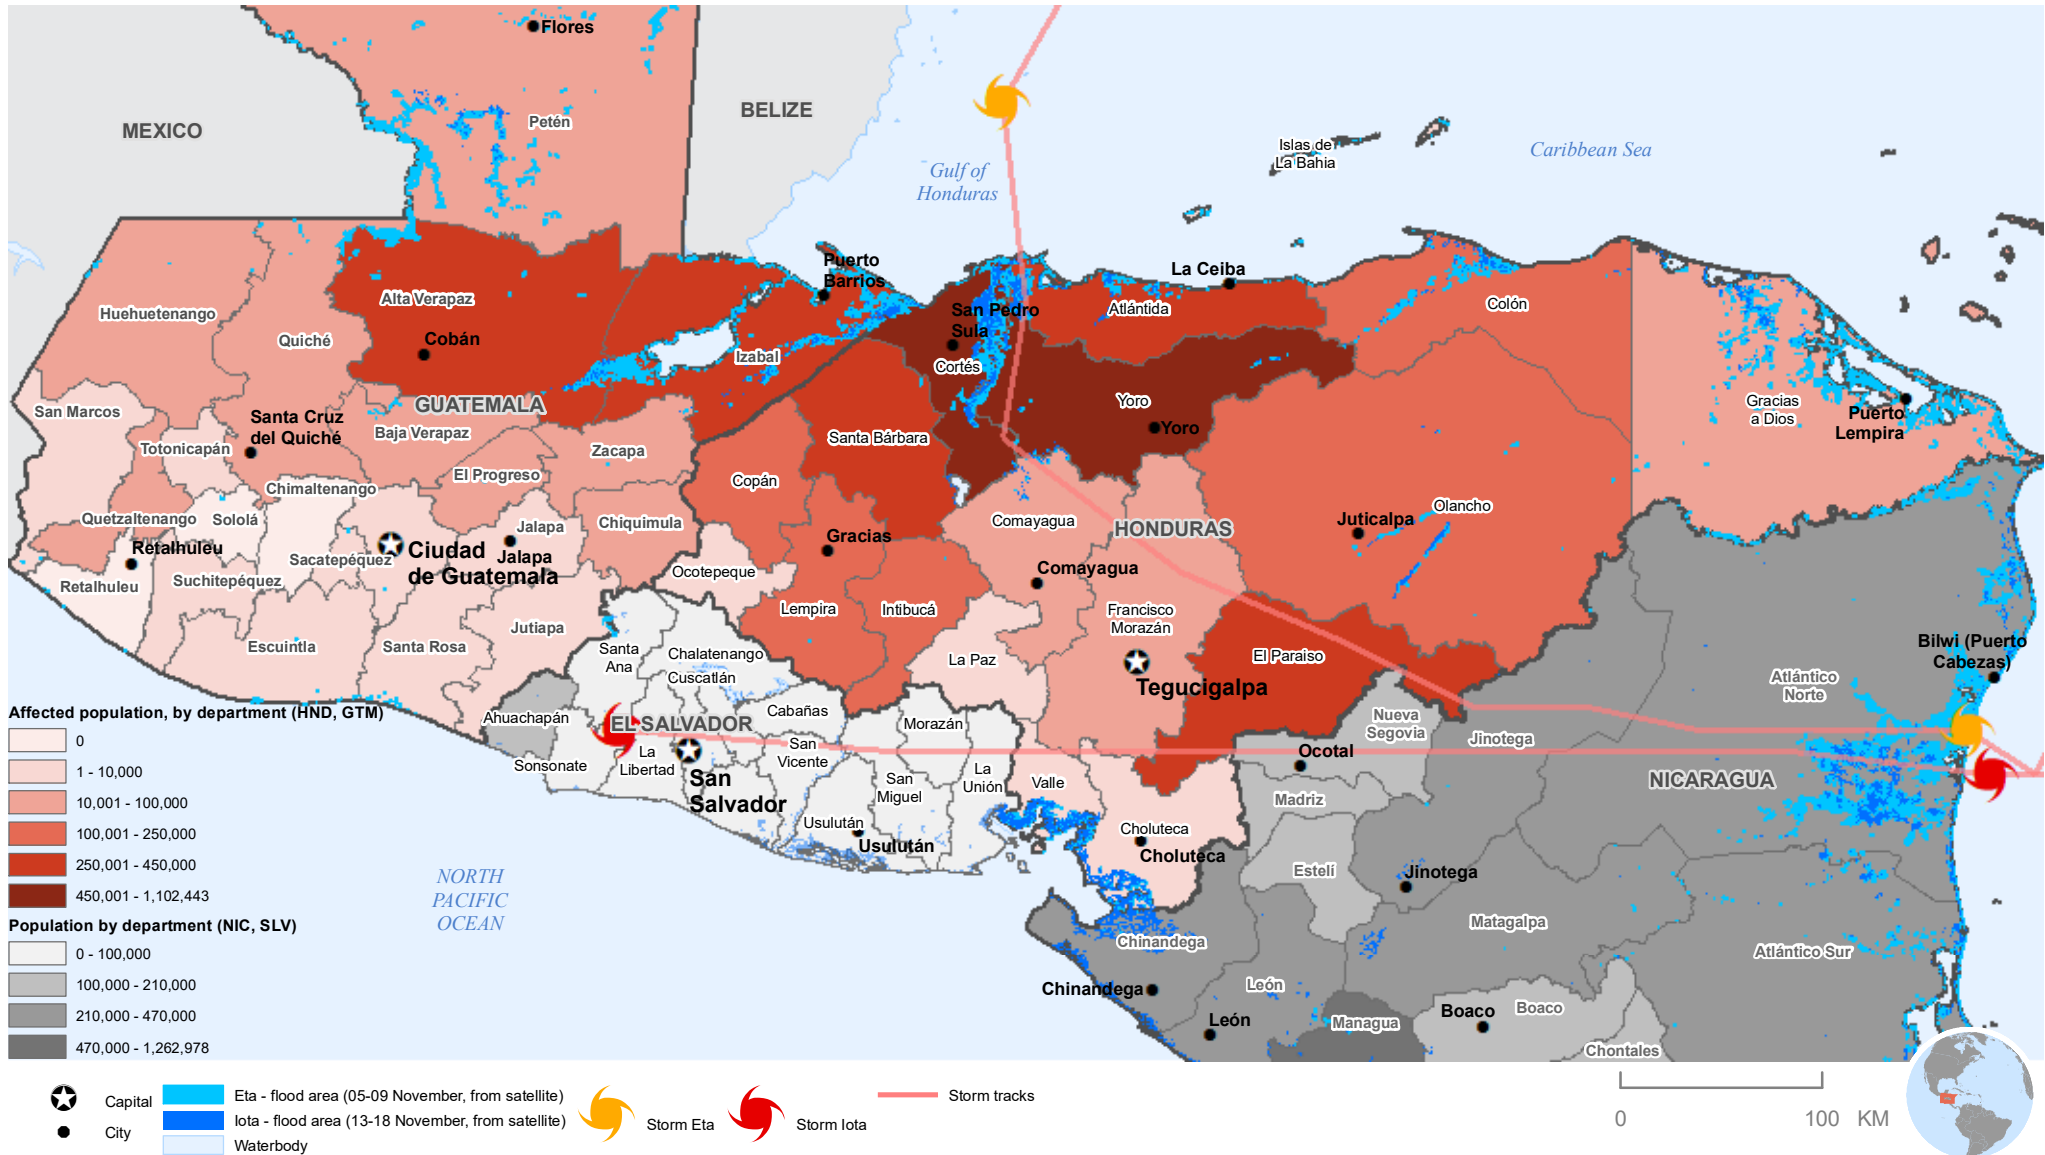 Flores
MEXICO
BELIZE
Petén
Islas de
La Bahia
Caribbean Sea
Gulf of
Honduras
Puerto
Barrios
La Ceiba
Alta Verapaz
Huehuetenango
San Pedro
Sula
Atlántida
Colón
Quiché
Cobán
Izabal
Cortés
San Marcos
GUATEMALA
Yoro
Gracias
a Dios
Puerto
Lempira
Santa Cruz
del Quiché
Baja Verapaz
Santa Bárbara
Yoro
Totonicapán
Zacapa
El Progreso
Copán
Chimaltenango
Olancho
Quetzaltenango
Sololá
Jalapa
Chiquimula
Comayagua
HONDURAS
Juticalpa
Retalhuleu
Ciudad
de Guatemala
Jalapa
Gracias
Sacatepéquez
Retalhuleu
Suchitepéquez
Ocotepeque
Comayagua
Lempira
Intibucá
Francisco
Morazán
Escuintla
Santa Rosa
Jutiapa
Santa
Ana
Chalatenango
La Paz
El Paraiso
Bilwi (Puerto
Cabezas)
Cuscatlán
Tegucigalpa
Atlántico
Norte
Ahuachapán
EL SALVADOR
Cabañas
Morazán
Nueva
Segovia
Jinotega
Sonsonate
La
Libertad
San
Vicente
Ocotal
San
Salvador
San
Miguel
La
Unión
Valle
NICARAGUA
Madriz
Usulután
Usulután
Choluteca
Choluteca
Estelí
Jinotega
NORTH
PACIFIC
OCEAN
Matagalpa
Chinandega
Atlántico Sur
Chinandega
León
León
Managua
Boaco
Boaco
Chontales
Affected population, by department (HND, GTM)
0
1 - 10,000
10,001 - 100,000
100,001 - 250,000
250,001 - 450,000
450,001 - 1,102,443
Population by department (NIC, SLV)
0 - 100,000
100,000 - 210,000
210,000 - 470,000
470,000 - 1,262,978
Capital
City
Eta - flood area (05-09 November, from satellite)
Iota - flood area (13-18 November, from satellite)
Waterbody
Storm Eta
Storm Iota
Storm tracks
0 100 KM